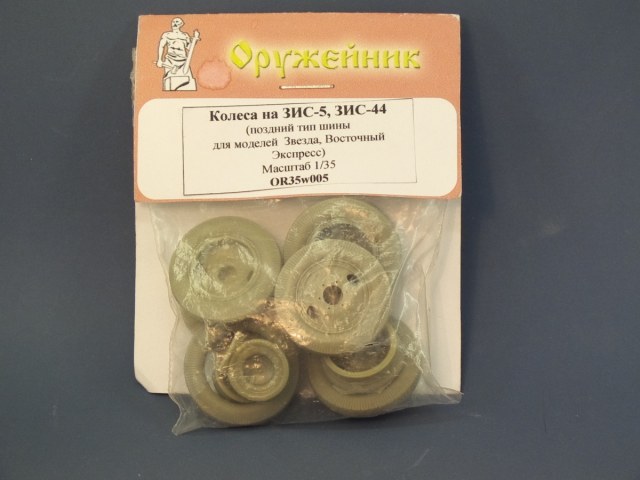 Оружейник
Колеса на ЗИС-5, ЗИС-44
(поздний тип шины
для моделей Звезда, Восточный
Экспресс)
Масштаб 1/35
OR35w005